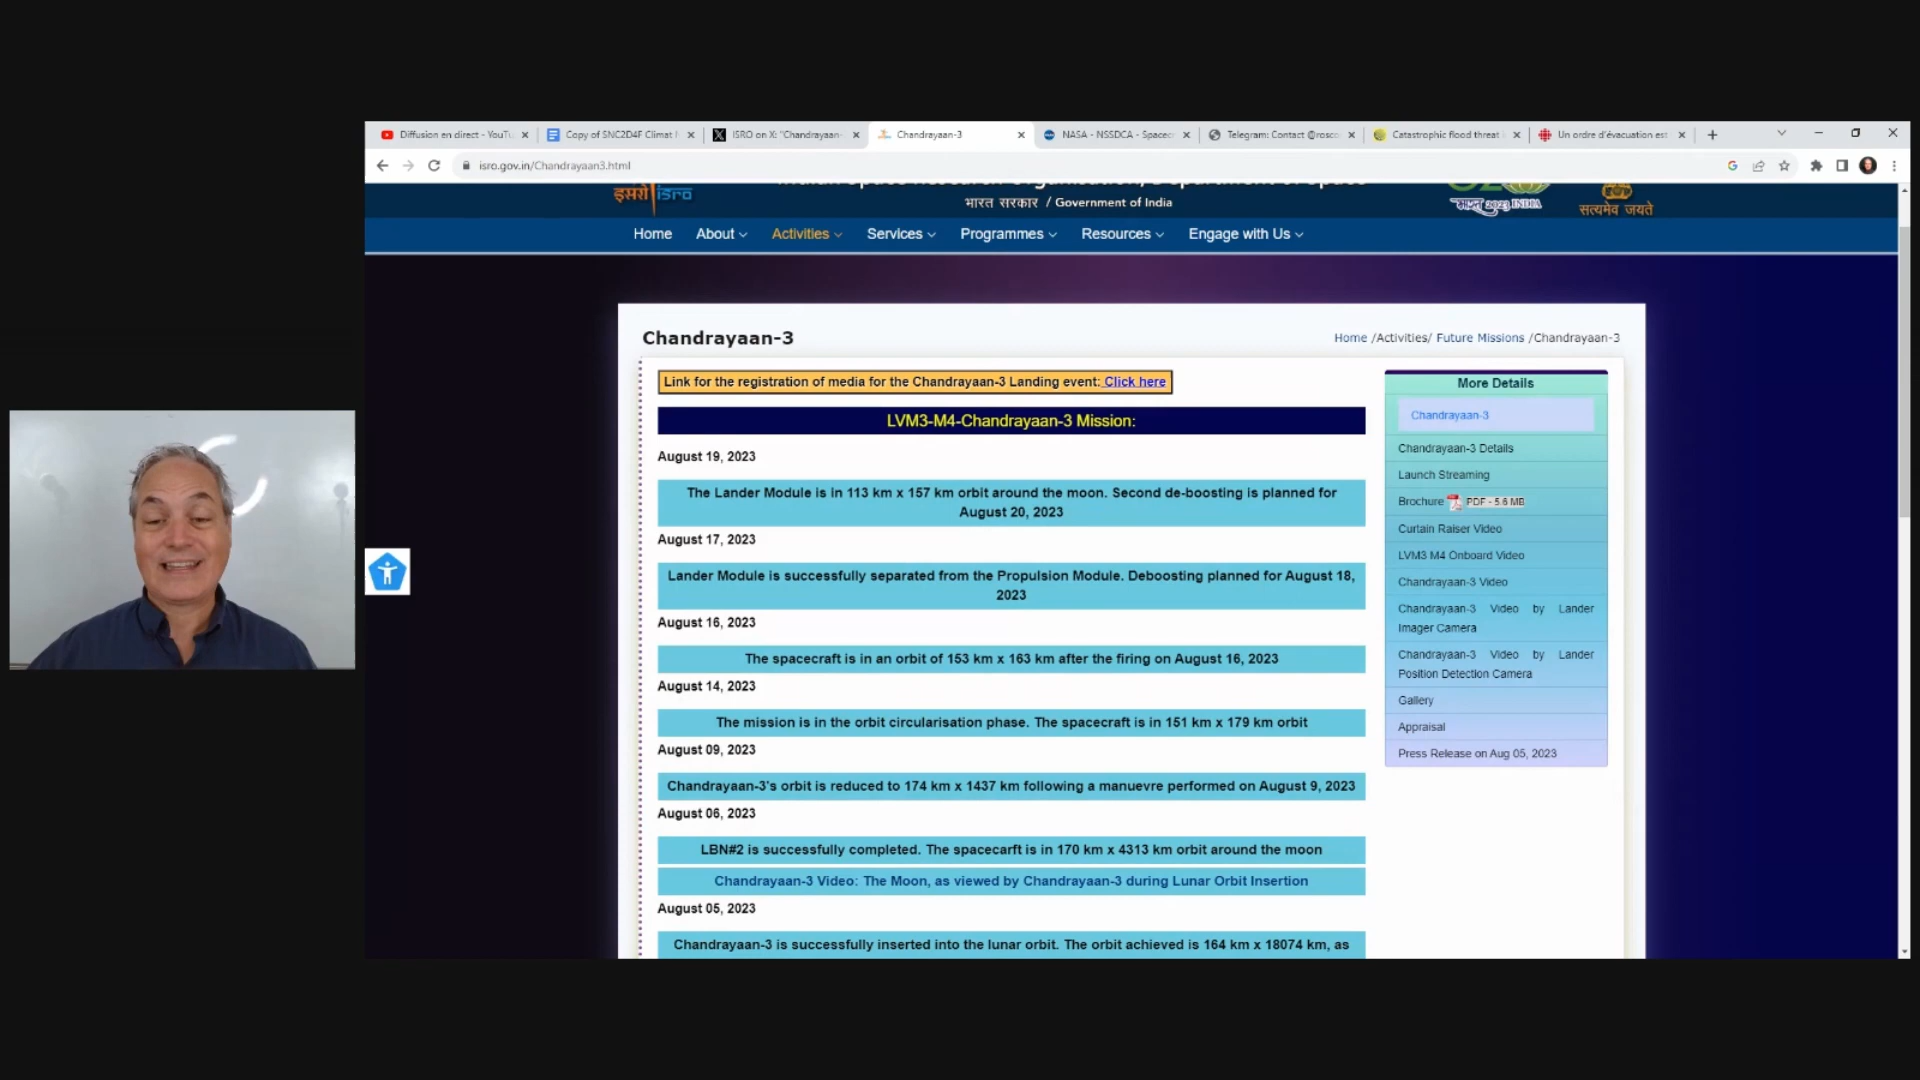 Diffusion en direct - YouTu
Copy of SNC2D4F Climat
ISRO on X: "Chandrayaan-
Chandrayaan-3
NASA - NSSDCA - Spacec
Telegram: Contact @rosco
Catastrophic flood threat
Un ordre d'évacuation est
isro.gov.in/Chandrayaan3.html
इसरो isro
Indian Space Research Organisation, Department of Space
भारत सरकार / Government of India
2023 INDIA
सत्यमेव जयते
Home About Activities Services Programmes Resources Engage with Us
Chandrayaan-3
Home /Activities/ Future Missions /Chandrayaan-3
Link for the registration of media for the Chandrayaan-3 Landing event: Click here
LVM3-M4-Chandrayaan-3 Mission:
August 19, 2023
The Lander Module is in 113 km x 157 km orbit around the moon. Second de-boosting is planned for
August 20, 2023
August 17, 2023
Lander Module is successfully separated from the Propulsion Module. Deboosting planned for August 18,
2023
August 16, 2023
The spacecraft is in an orbit of 153 km x 163 km after the firing on August 16, 2023
August 14, 2023
The mission is in the orbit circularisation phase. The spacecraft is in 151 km x 179 km orbit
August 09, 2023
Chandrayaan-3's orbit is reduced to 174 km x 1437 km following a manuevre performed on August 9, 2023
August 06, 2023
LBN#2 is successfully completed. The spacecarft is in 170 km x 4313 km orbit around the moon
Chandrayaan-3 Video: The Moon, as viewed by Chandrayaan-3 during Lunar Orbit Insertion
August 05, 2023
Chandrayaan-3 is successfully inserted into the lunar orbit. The orbit achieved is 164 km x 18074 km, as
More Details
Chandrayaan-3
Chandrayaan-3 Details
Launch Streaming
Brochure PDF - 5.6 MB
Curtain Raiser Video
LVM3 M4 Onboard Video
Chandrayaan-3 Video
Chandrayaan-3 Video by Lander
Imager Camera
Chandrayaan-3 Video by Lander
Position Detection Camera
Gallery
Appraisal
Press Release on Aug 05, 2023